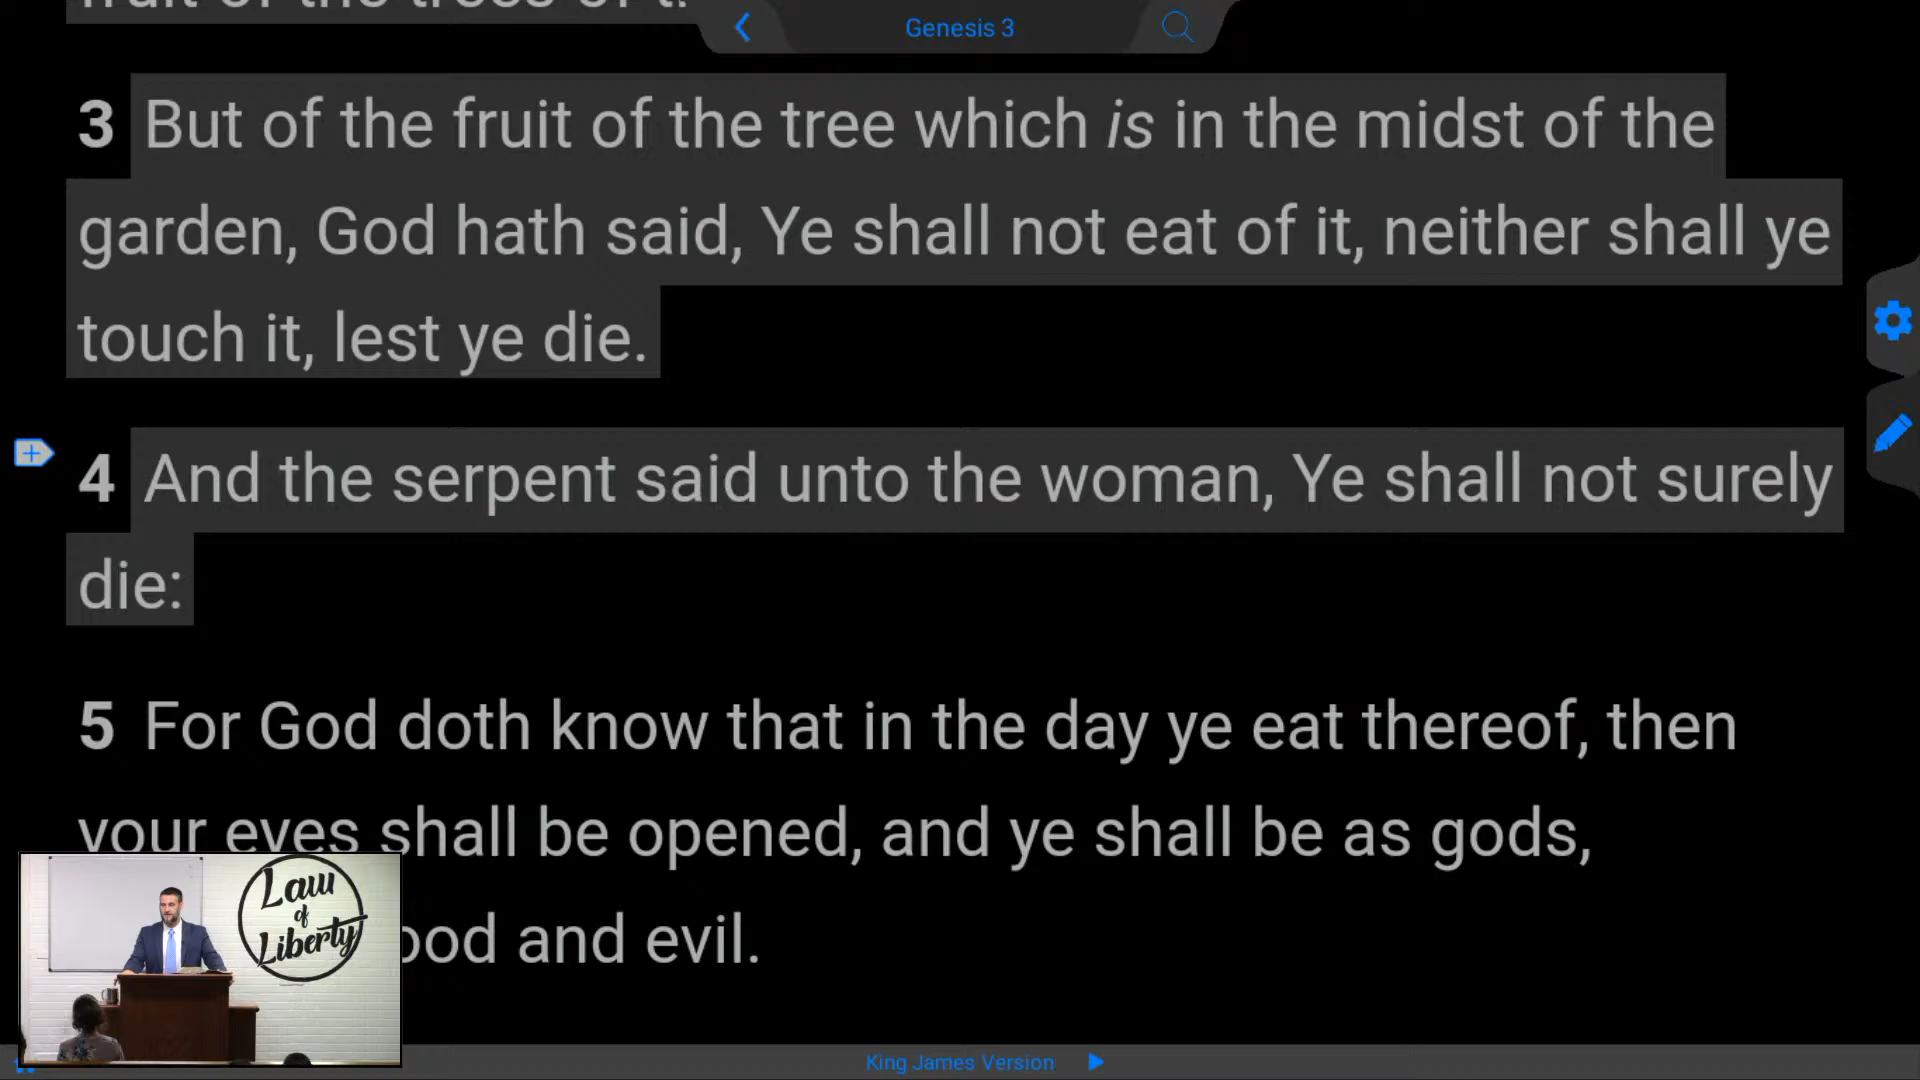 Genesis 3
3 But of the fruit of the tree which is in the midst of the
garden, God hath said, Ye shall not eat of it, neither shall ye
touch it, lest ye die.
4 And the serpent said unto the woman, Ye shall not surely
die:
5 For God doth know that in the day ye eat thereof, then
your eyes shall be opened, and ye shall be as gods,
ood and evil.
Law
of
Liberty
King James Version